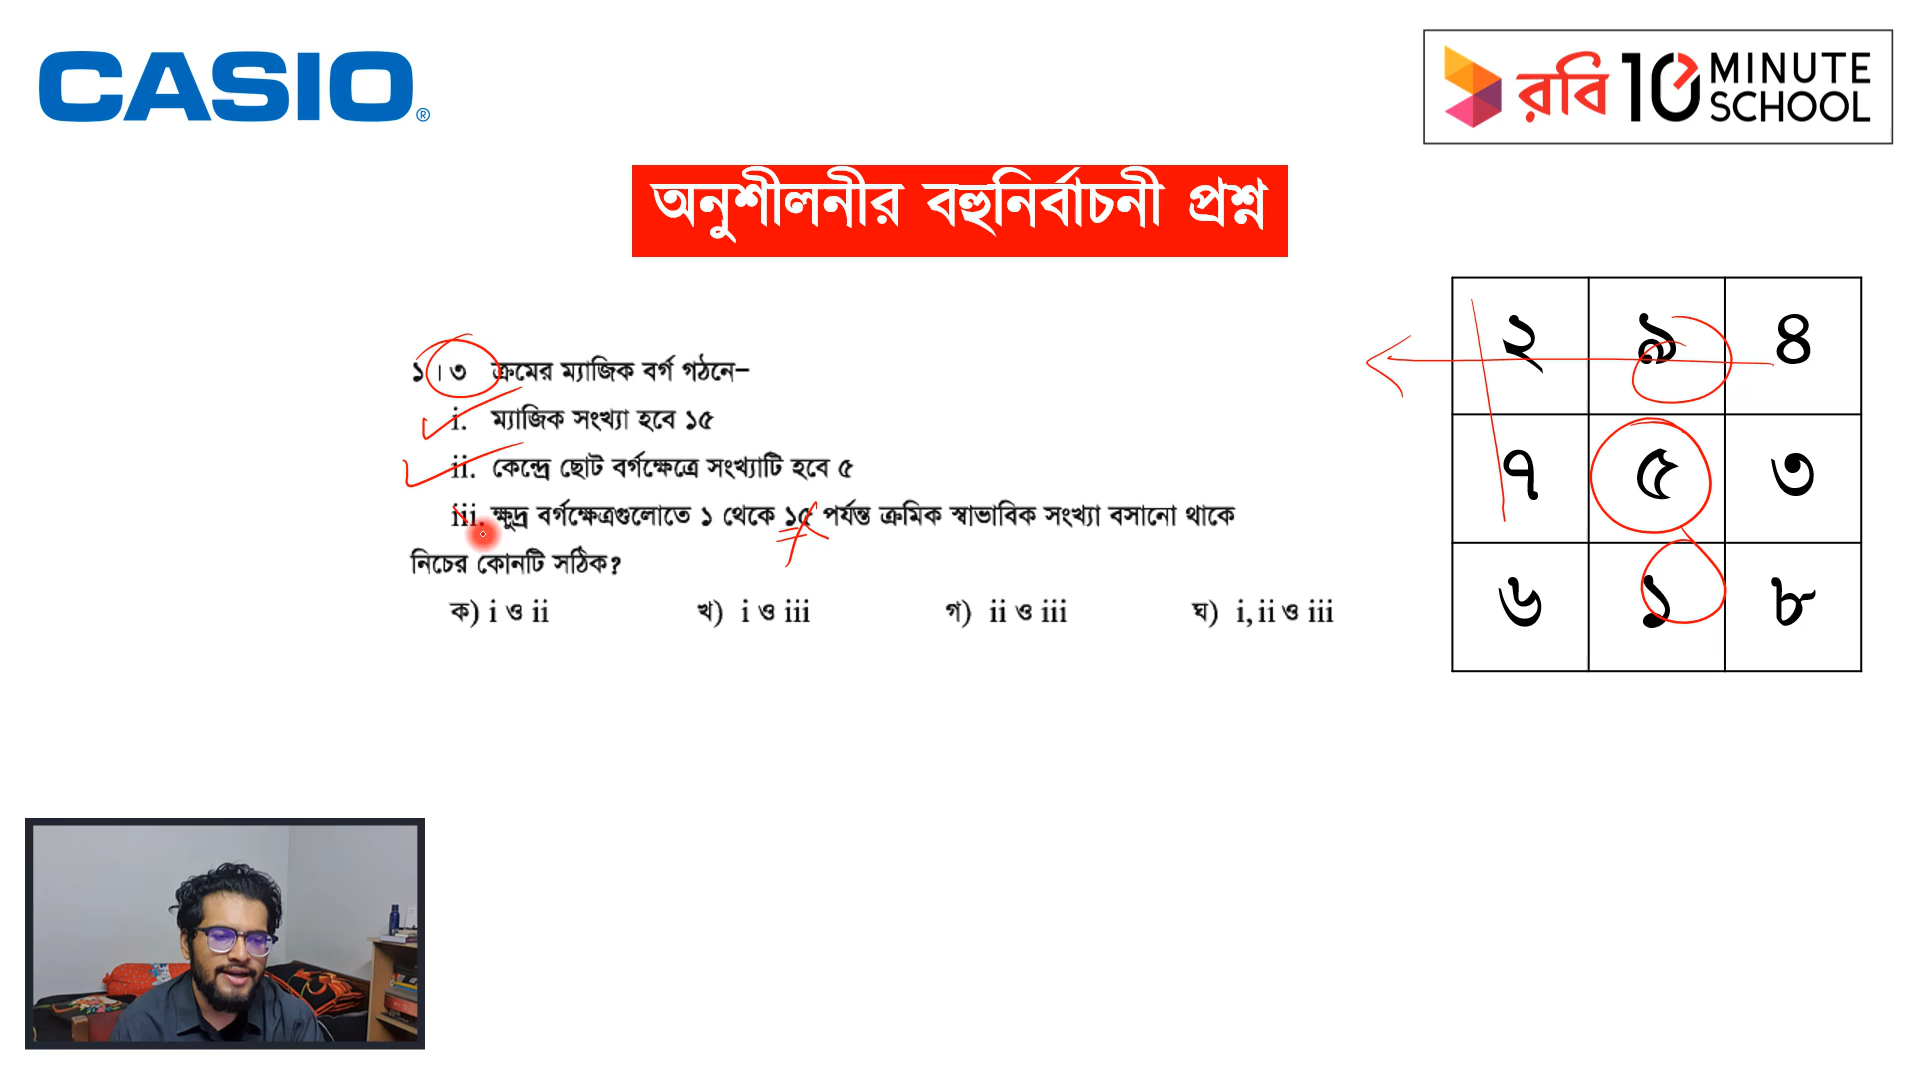 CASIO®
রবি 10 MINUTE SCHOOL
অনুশীলনীর বহুনির্বাচনী প্রশ্ন
১। ৩ ক্রমের ম্যাজিক বর্গ গঠনে–
i. ম্যাজিক সংখ্যা হবে ১৫
ii. কেন্দ্রে ছোট বর্গক্ষেত্রে সংখ্যাটি হবে ৫
iii. ক্ষুদ্র বর্গক্ষেত্রগুলোতে ১ থেকে ১৫ পর্যন্ত ক্রমিক স্বাভাবিক সংখ্যা বসানো থাকে
নিচের কোনটি সঠিক?
ক) i ও ii খ) i ও iii গ) ii ও iii ঘ) i, ii ও iii
২ ৯ ৪
৭ ৫ ৩
৬ ১ ৮